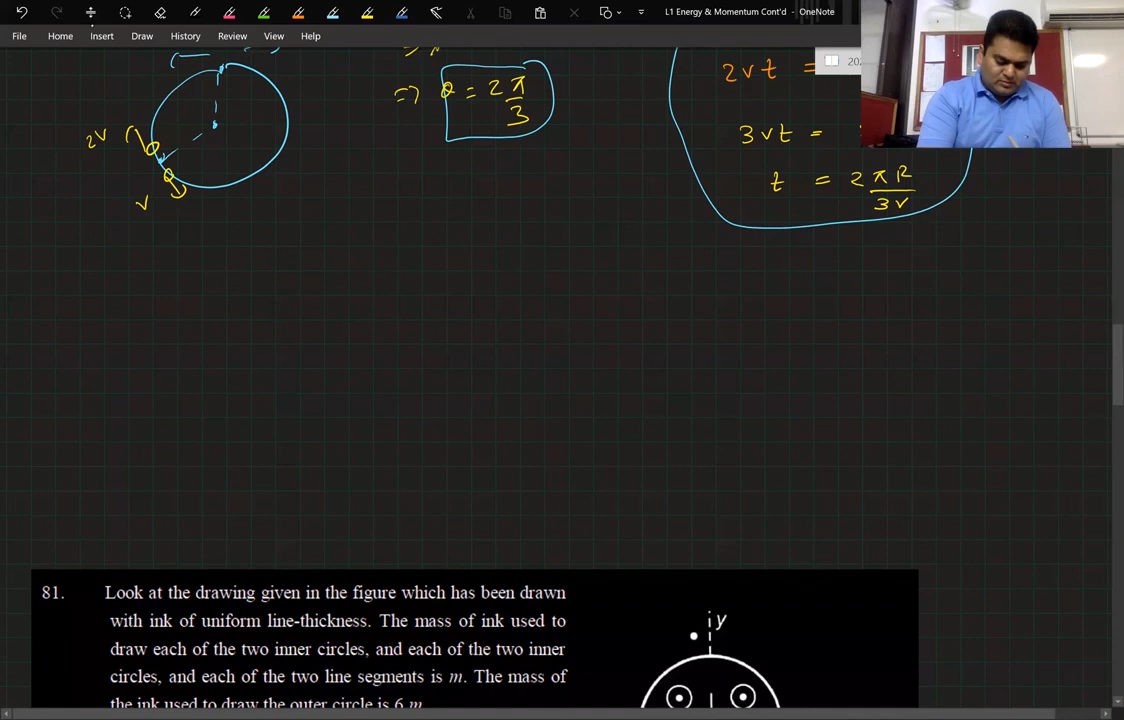 L1 Energy & Momentum Cont'd - OneNote
File Home Insert Draw History Review View Help
=> θ = 2π/3
2vt =
3vt =
t = 2πR/3v
2v
v
81. Look at the drawing given in the figure which has been drawn
with ink of uniform line-thickness. The mass of ink used to
draw each of the two inner circles, and each of the two inner
circles, and each of the two line segments is m. The mass of
the ink used to draw the outer circle is 6 m.
y